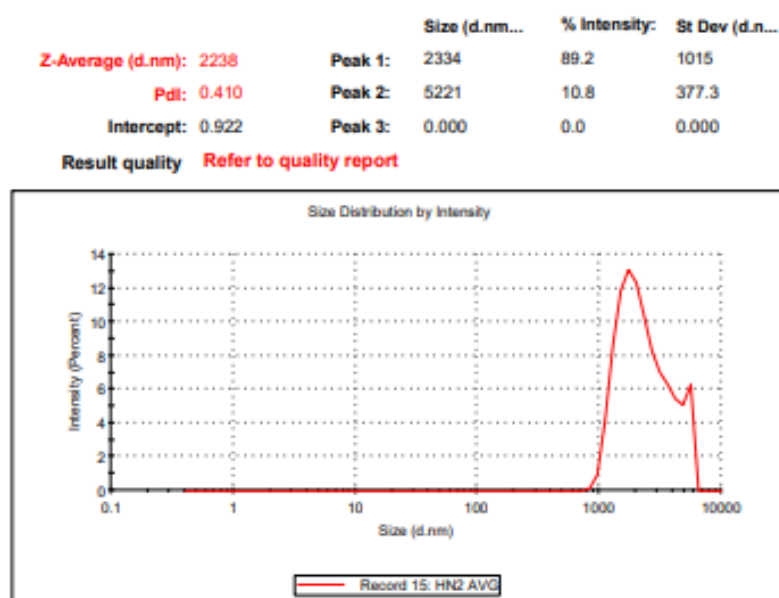 Size (d.nm... % Intensity: St Dev (d.n...
Z-Average (d.nm): 2238 Peak 1: 2334 89.2 1015
PdI: 0.410 Peak 2: 5221 10.8 377.3
Intercept: 0.922 Peak 3: 0.000 0.0 0.000
Result quality Refer to quality report
Size Distribution by Intensity
14
12
10
8
6
4
2
0
Intensity (Percent)
0.1 1 10 100 1000 10000
Size (d.nm)
Record 15: HN2 AVG